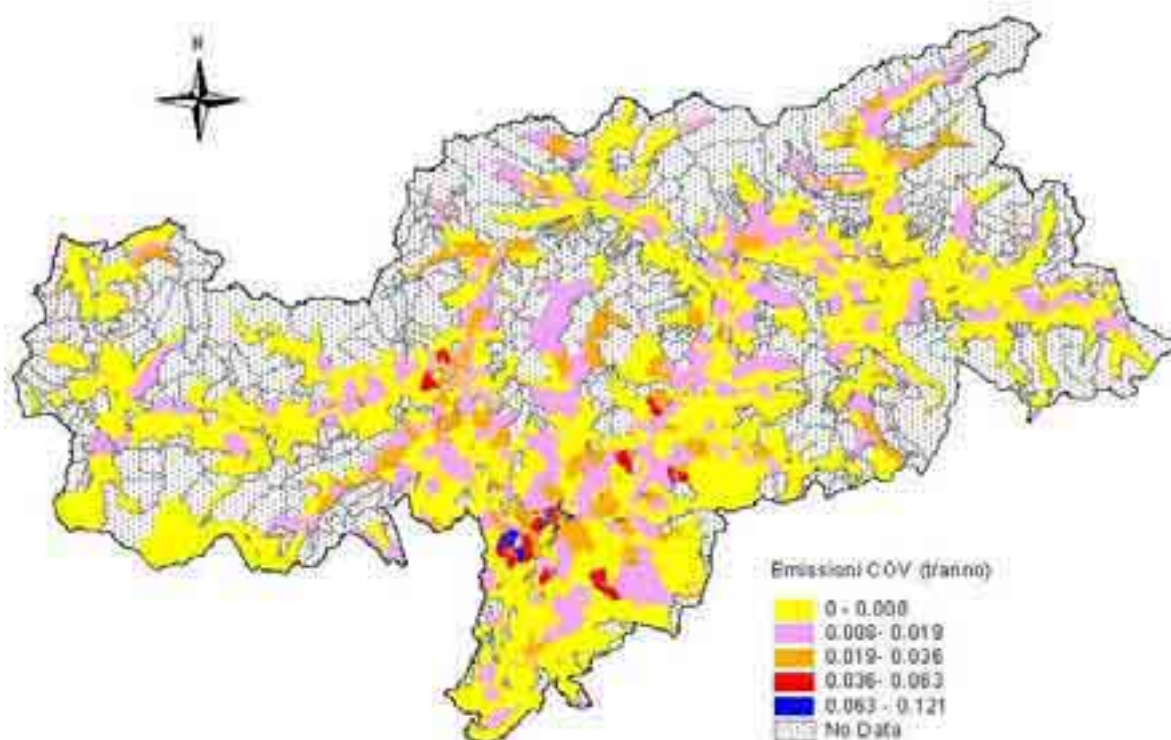 N
Emissioni COV (t/anno)
0 - 0.008
0.008- 0.019
0.019- 0.036
0.036- 0.063
0.063 - 0.121
No Data